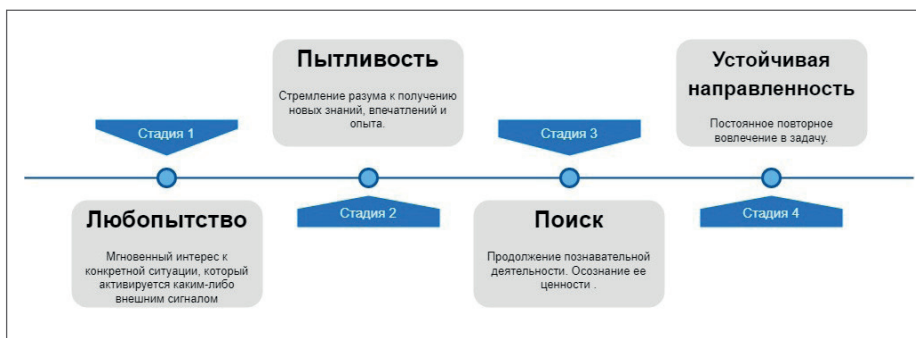 Пытливость
Стремление разума к получению
новых знаний, впечатлений и
опыта.
Устойчивая
направленность
Постоянное повторное
вовлечение в задачу.
Стадия 1
Стадия 3
Стадия 2
Стадия 4
Любопытство
Мгновенный интерес к
конкретной ситуации, который
активируется каким-либо
внешним сигналом
Поиск
Продолжение познавательной
деятельности. Осознание ее
ценности .